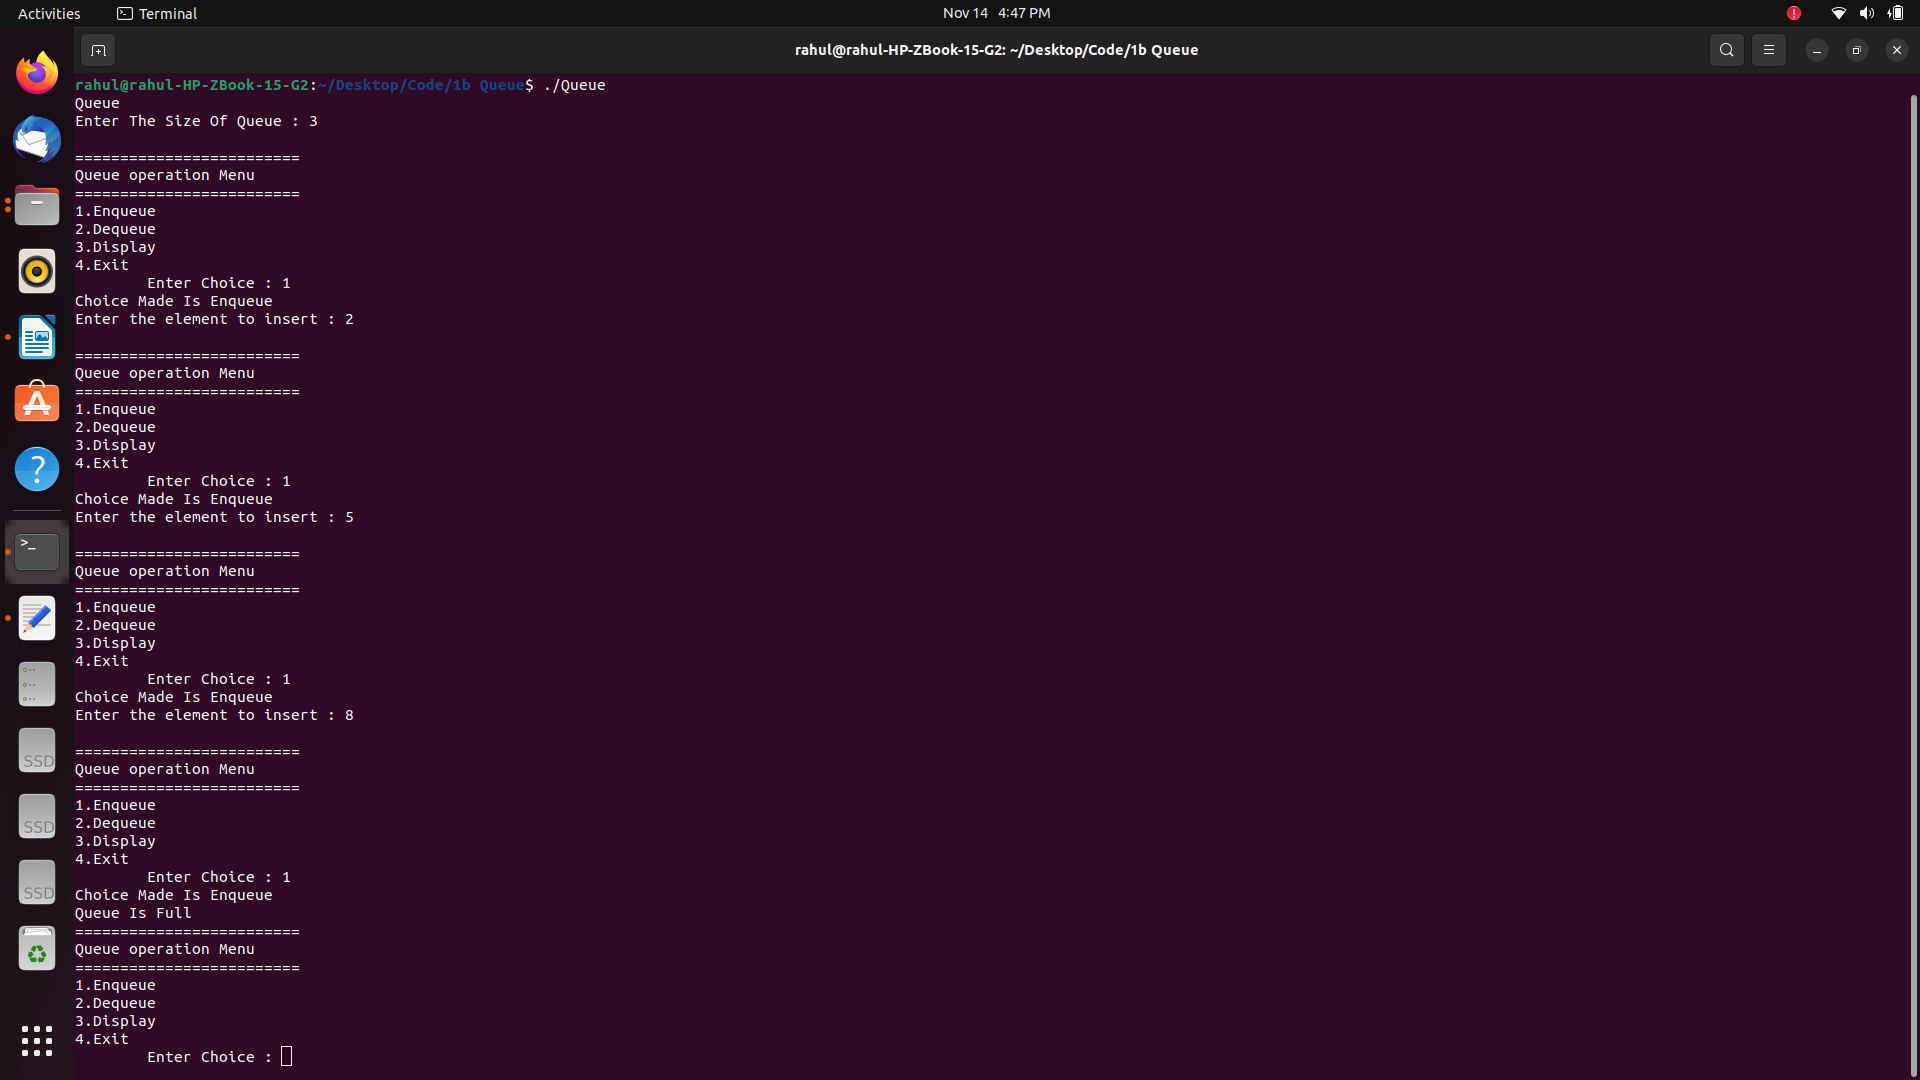 Activities Terminal Nov 14 4:47 PM
rahul@rahul-HP-ZBook-15-G2: ~/Desktop/Code/1b Queue
rahul@rahul-HP-ZBook-15-G2:~/Desktop/Code/1b Queue$ ./Queue
Queue
Enter The Size Of Queue : 3
=========================
Queue operation Menu
=========================
1.Enqueue
2.Dequeue
3.Display
4.Exit
Enter Choice : 1
Choice Made Is Enqueue
Enter the element to insert : 2
=========================
Queue operation Menu
=========================
1.Enqueue
2.Dequeue
3.Display
4.Exit
Enter Choice : 1
Choice Made Is Enqueue
Enter the element to insert : 5
=========================
Queue operation Menu
=========================
1.Enqueue
2.Dequeue
3.Display
4.Exit
Enter Choice : 1
Choice Made Is Enqueue
Enter the element to insert : 8
=========================
Queue operation Menu
=========================
1.Enqueue
2.Dequeue
3.Display
4.Exit
Enter Choice : 1
Choice Made Is Enqueue
Queue Is Full
=========================
Queue operation Menu
=========================
1.Enqueue
2.Dequeue
3.Display
4.Exit
Enter Choice :
SSD
SSD
SSD